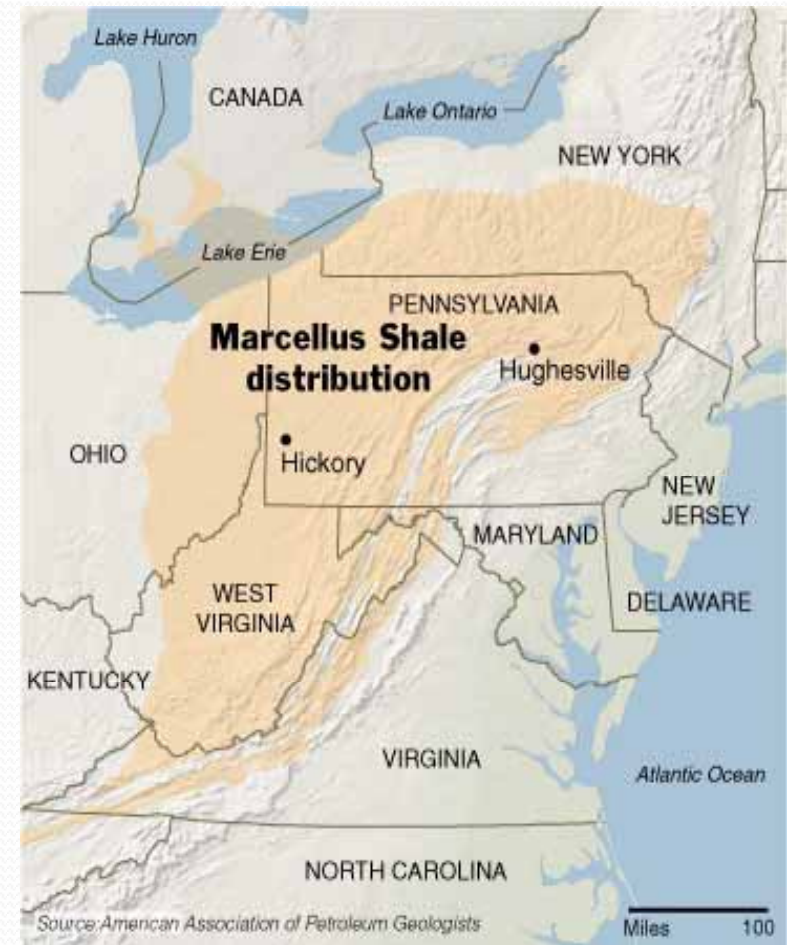 Lake Huron
CANADA
Lake Ontario
NEW YORK
Lake Erie
PENNSYLVANIA
Marcellus Shale
distribution
Hughesville
OHIO
Hickory
NEW
JERSEY
MARYLAND
WEST
VIRGINIA
DELAWARE
KENTUCKY
VIRGINIA
Atlantic Ocean
NORTH CAROLINA
Source:American Association of Petroleum Geologists
Miles 100